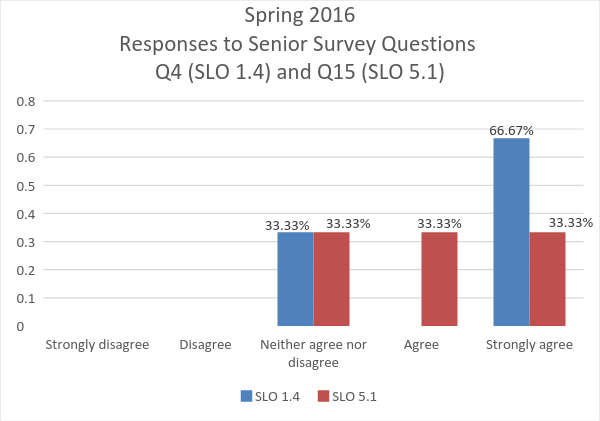 Spring 2016
Responses to Senior Survey Questions
Q4 (SLO 1.4) and Q15 (SLO 5.1)
0.8
0.7
66.67%
0.6
0.5
0.4
33.33% 33.33% 33.33% 33.33%
0.3
0.2
0.1
0
Strongly disagree Disagree Neither agree nor disagree Agree Strongly agree
SLO 1.4 SLO 5.1